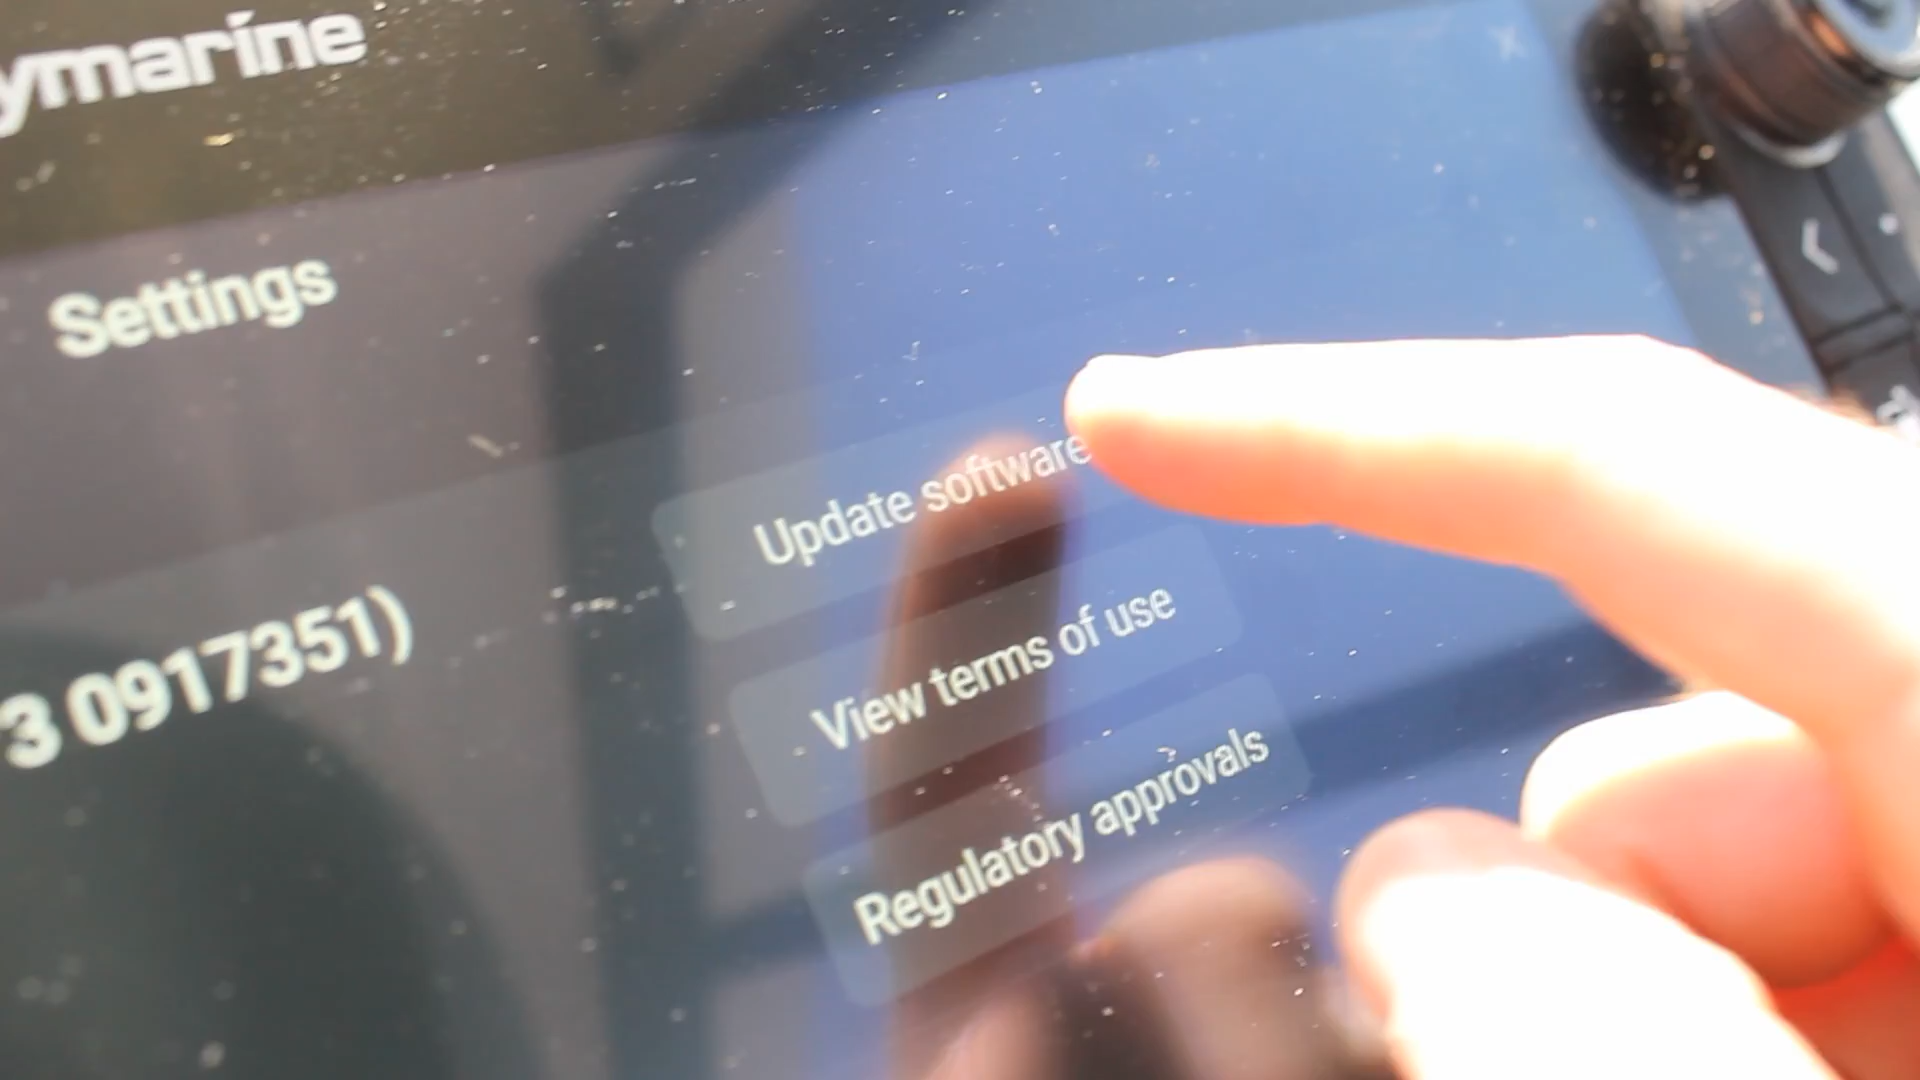 ymarine
Settings
Update software
3 0917351)
View terms of use
Regulatory approvals